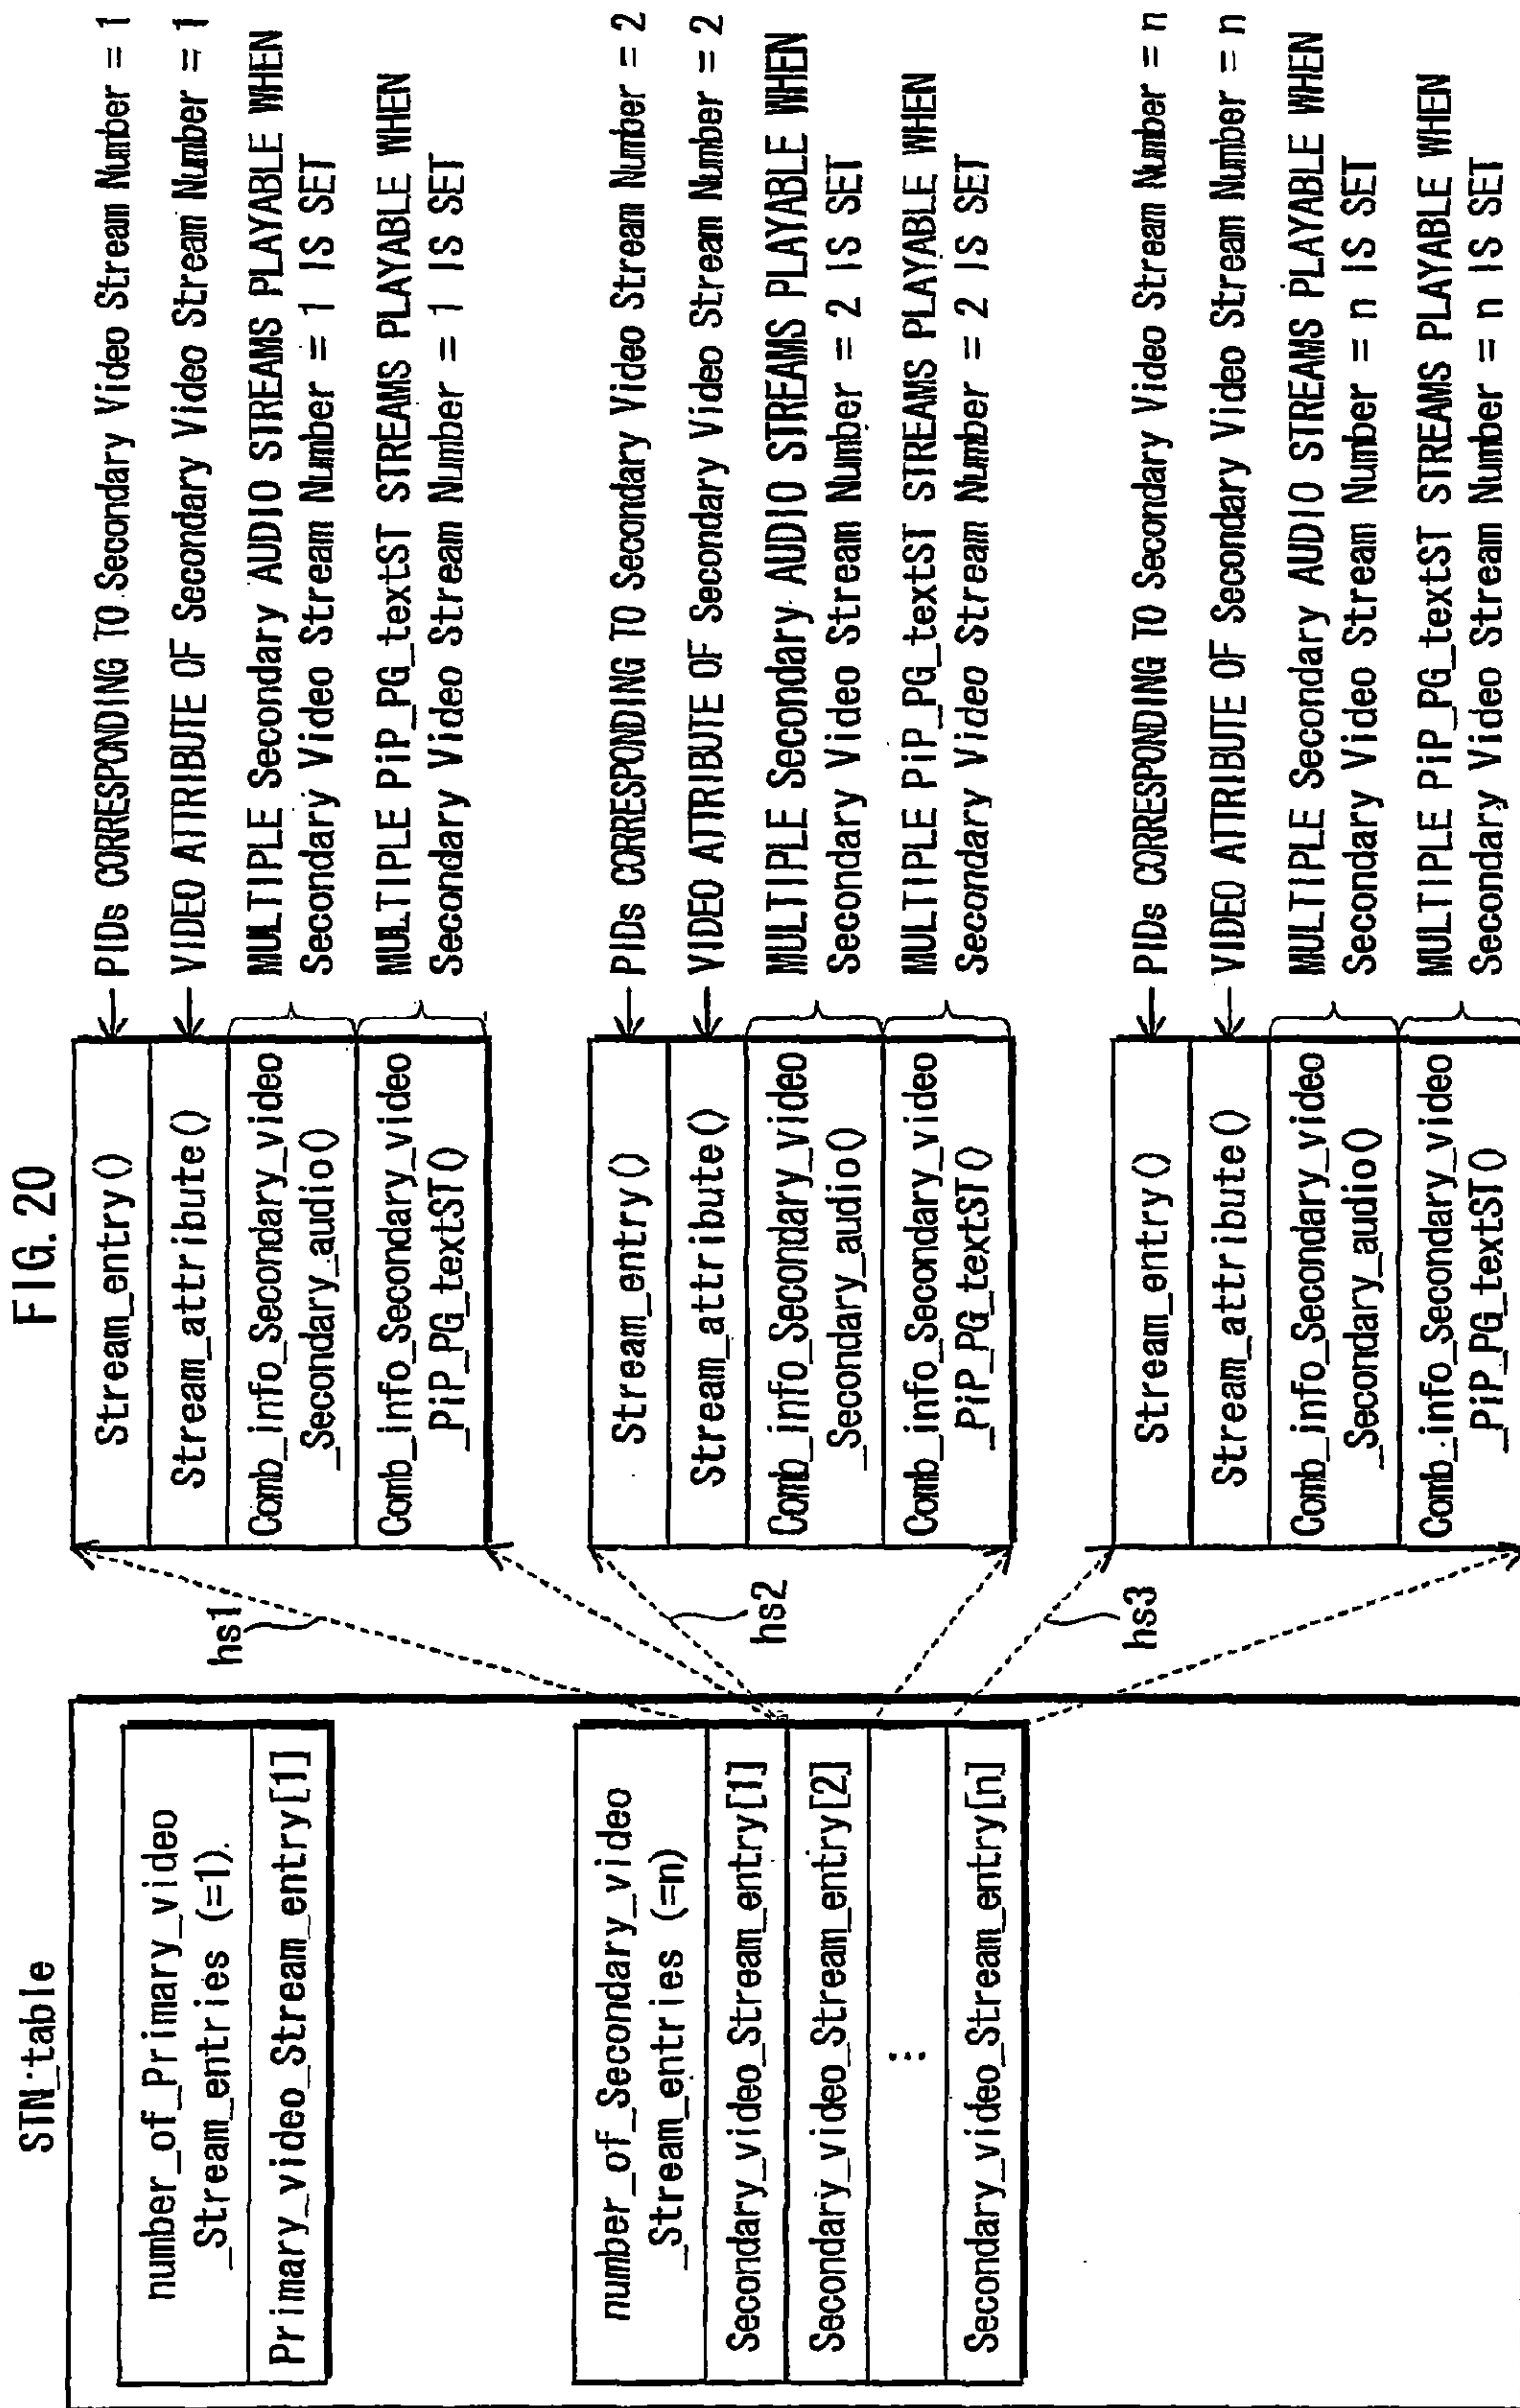 FIG. 20
STN_table
number_of_Primary_video
_Stream_entries (=1)
Primary_video_Stream_entry[1]
number_of_Secondary_video
_Stream_entries (=n)
Secondary_video_Stream_entry[1]
Secondary_video_Stream_entry[2]
⋮
Secondary_video_Stream_entry[n]
hs1
hs2
hs3
Stream_entry()
Stream_attribute()
Comb_info_Secondary_video
_Secondary_audio()
Comb_info_Secondary_video
_PiP_PG_textST()
PIDs CORRESPONDING TO Secondary Video Stream Number = 1
VIDEO ATTRIBUTE OF Secondary Video Stream Number = 1
MULTIPLE Secondary AUDIO STREAMS PLAYABLE WHEN
Secondary Video Stream Number = 1 IS SET
MULTIPLE PiP_PG_textST STREAMS PLAYABLE WHEN
Secondary Video Stream Number = 1 IS SET
Stream_entry()
Stream_attribute()
Comb_info_Secondary_video
_Secondary_audio()
Comb_info_Secondary_video
_PiP_PG_textST()
PIDs CORRESPONDING TO Secondary Video Stream Number = 2
VIDEO ATTRIBUTE OF Secondary Video Stream Number = 2
MULTIPLE Secondary AUDIO STREAMS PLAYABLE WHEN
Secondary Video Stream Number = 2 IS SET
MULTIPLE PiP_PG_textST STREAMS PLAYABLE WHEN
Secondary Video Stream Number = 2 IS SET
Stream_entry()
Stream_attribute()
Comb_info_Secondary_video
_Secondary_audio()
Comb_info_Secondary_video
_PiP_PG_textST()
PIDs CORRESPONDING TO Secondary Video Stream Number = n
VIDEO ATTRIBUTE OF Secondary Video Stream Number = n
MULTIPLE Secondary AUDIO STREAMS PLAYABLE WHEN
Secondary Video Stream Number = n IS SET
MULTIPLE PiP_PG_textST STREAMS PLAYABLE WHEN
Secondary Video Stream Number = n IS SET